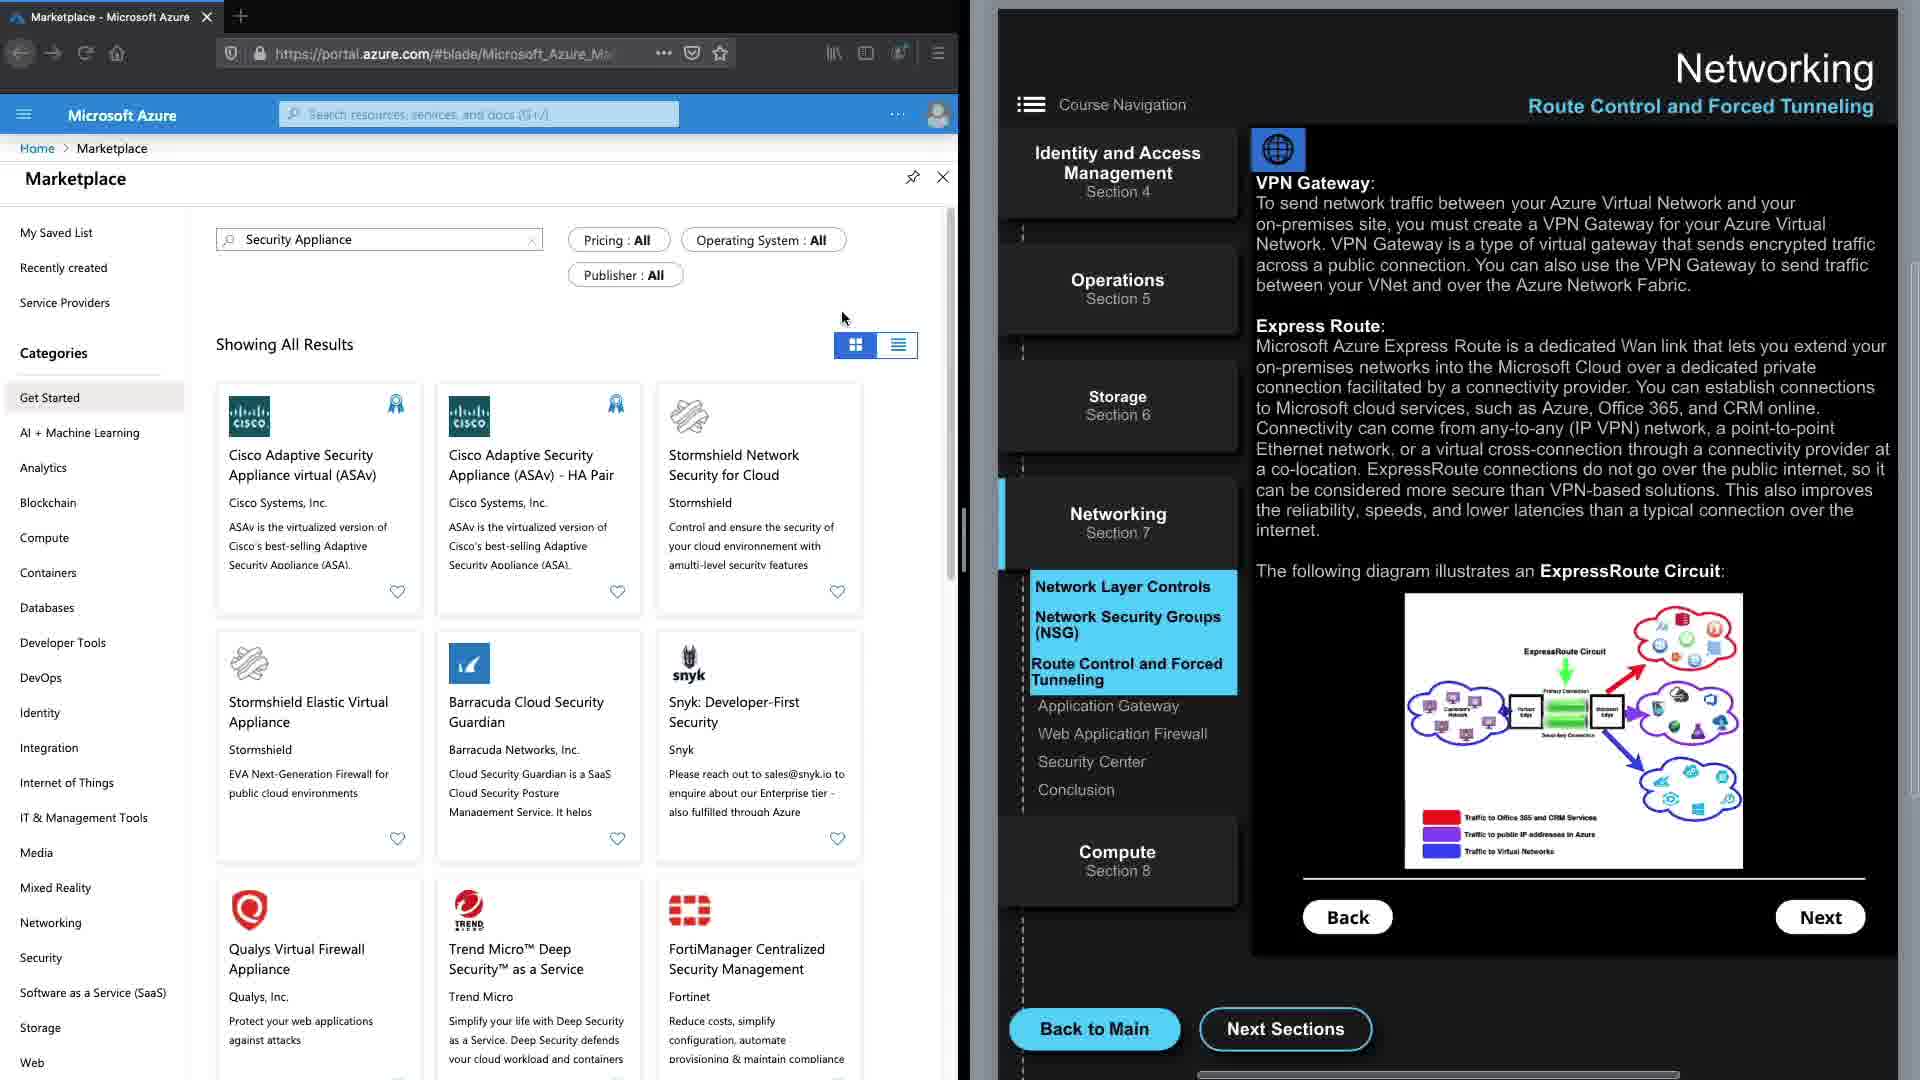 Marketplace - Microsoft Azure
https://portal.azure.com/#blade/Microsoft_Azure_Ma
Microsoft Azure
Search resources, services, and docs (G+/)
Home > Marketplace
Marketplace
My Saved List
Recently created
Service Providers
Categories
Get Started
AI + Machine Learning
Analytics
Blockchain
Compute
Containers
Databases
Developer Tools
DevOps
Identity
Integration
Internet of Things
IT & Management Tools
Media
Mixed Reality
Networking
Security
Software as a Service (SaaS)
Storage
Web
Security Appliance
Pricing : All
Operating System : All
Publisher : All
Showing All Results
CISCO
Cisco Adaptive Security
Appliance virtual (ASAv)
Cisco Systems, Inc.
ASAv is the virtualized version of
Cisco's best-selling Adaptive
Security Appliance (ASA).
CISCO
Cisco Adaptive Security
Appliance (ASAv) - HA Pair
Cisco Systems, Inc.
ASAv is the virtualized version of
Cisco's best-selling Adaptive
Security Appliance (ASA).
Stormshield Network
Security for Cloud
Stormshield
Control and ensure the security of
your cloud environnement with
amulti-level security features
Stormshield Elastic Virtual
Appliance
Stormshield
EVA Next-Generation Firewall for
public cloud environments
Barracuda Cloud Security
Guardian
Barracuda Networks, Inc.
Cloud Security Guardian is a SaaS
Cloud Security Posture
Management Service. It helps
snyk
Snyk: Developer-First
Security
Snyk
Please reach out to sales@snyk.io to
enquire about our Enterprise tier -
also fulfilled through Azure
Qualys Virtual Firewall
Appliance
Qualys, Inc.
Protect your web applications
against attacks
TREND
MICRO
Trend Micro™ Deep
Security™ as a Service
Trend Micro
Simplify your life with Deep Security
as a Service. Deep Security defends
your cloud workload and containers
FortiManager Centralized
Security Management
Fortinet
Reduce costs, simplify
configuration, automate
provisioning & maintain compliance
Networking
Route Control and Forced Tunneling
Course Navigation
Identity and Access
Management
Section 4
Operations
Section 5
Storage
Section 6
Networking
Section 7
Network Layer Controls
Network Security Groups
(NSG)
Route Control and Forced
Tunneling
Application Gateway
Web Application Firewall
Security Center
Conclusion
Compute
Section 8
VPN Gateway:
To send network traffic between your Azure Virtual Network and your
on-premises site, you must create a VPN Gateway for your Azure Virtual
Network. VPN Gateway is a type of virtual gateway that sends encrypted traffic
across a public connection. You can also use the VPN Gateway to send traffic
between your VNet and over the Azure Network Fabric.
Express Route:
Microsoft Azure Express Route is a dedicated Wan link that lets you extend your
on-premises networks into the Microsoft Cloud over a dedicated private
connection facilitated by a connectivity provider. You can establish connections
to Microsoft cloud services, such as Azure, Office 365, and CRM online.
Connectivity can come from any-to-any (IP VPN) network, a point-to-point
Ethernet network, or a virtual cross-connection through a connectivity provider at
a co-location. ExpressRoute connections do not go over the public internet, so it
can be considered more secure than VPN-based solutions. This also improves
the reliability, speeds, and lower latencies than a typical connection over the
internet.
The following diagram illustrates an ExpressRoute Circuit:
ExpressRoute Circuit
Primary Connection
Customer's
Network
Partner
Edge
Microsoft
Edge
Secondary Connection
Traffic to Office 365 and CRM Services
Traffic to public IP addresses in Azure
Traffic to Virtual Networks
Back
Next
Back to Main
Next Sections